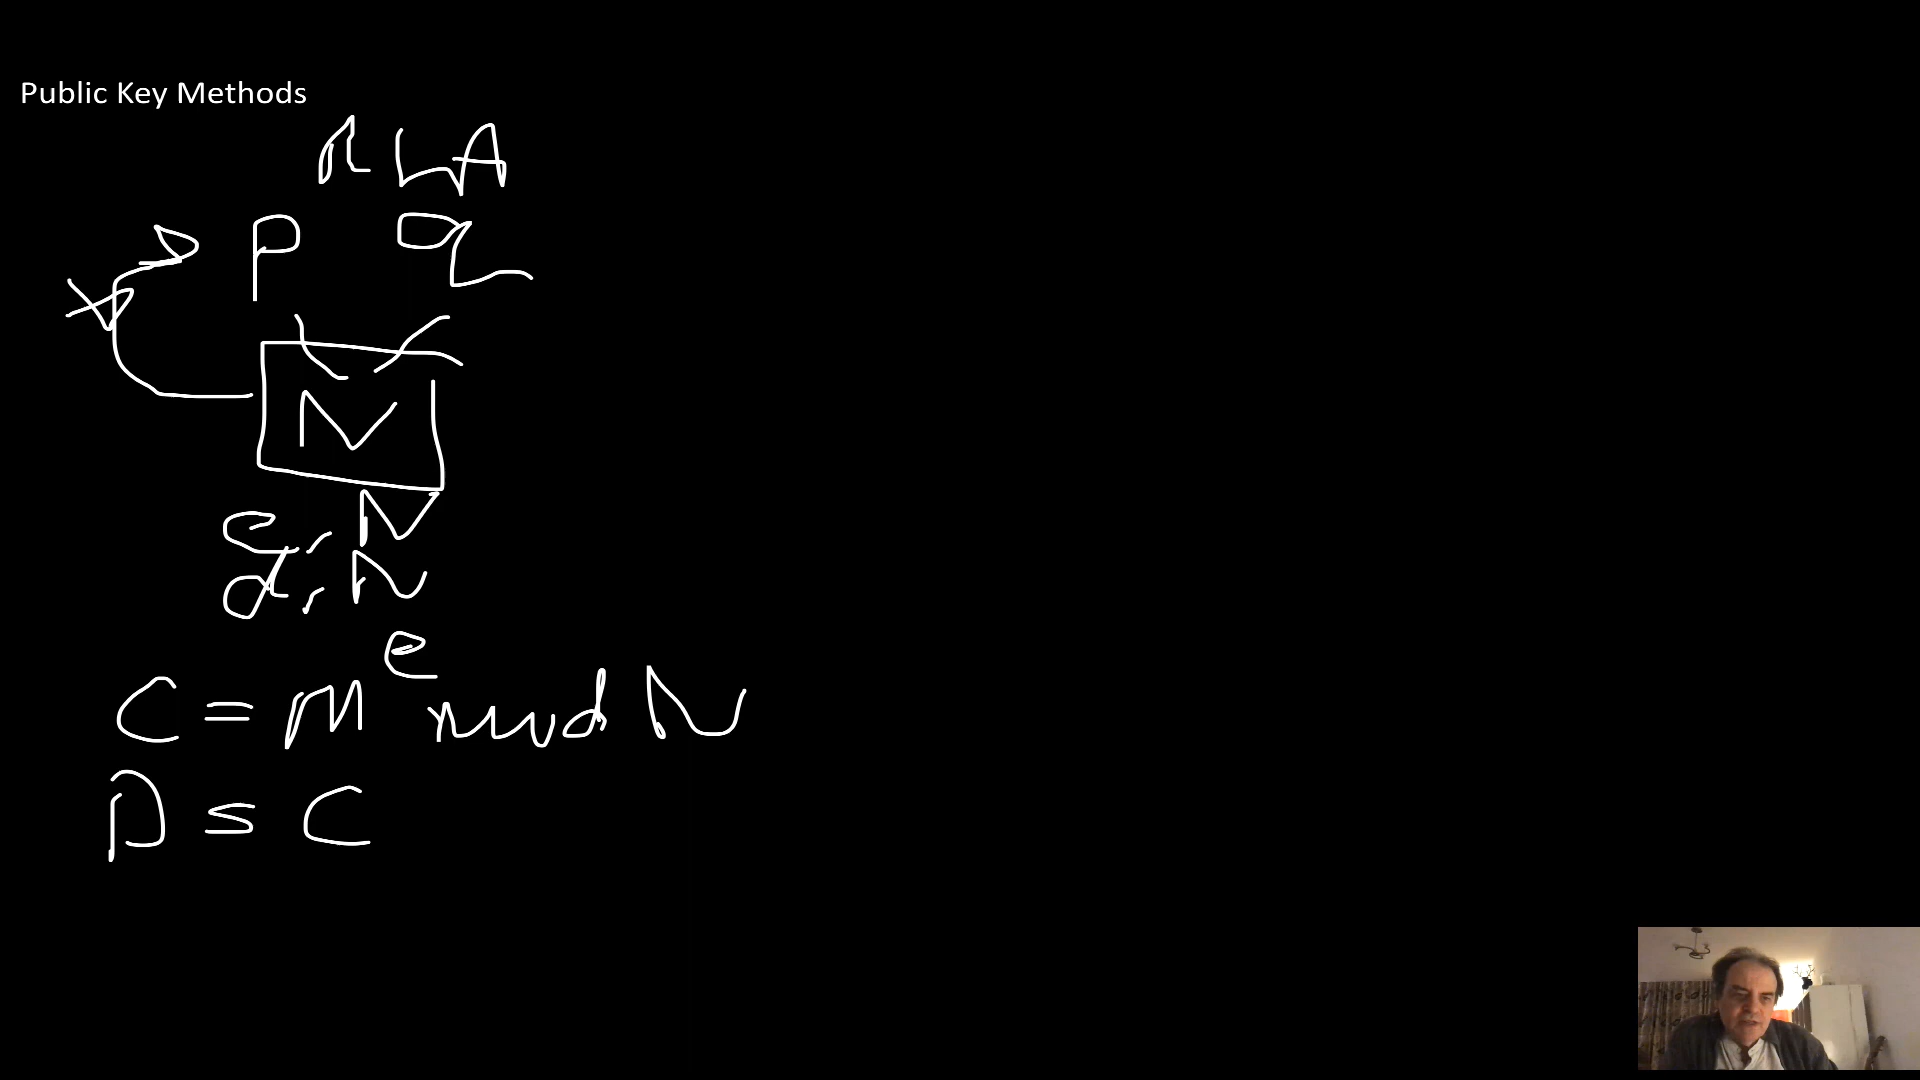 Public Key Methods
RSA
P q
N
e, N
d, N
C = M^e mod N
D = C